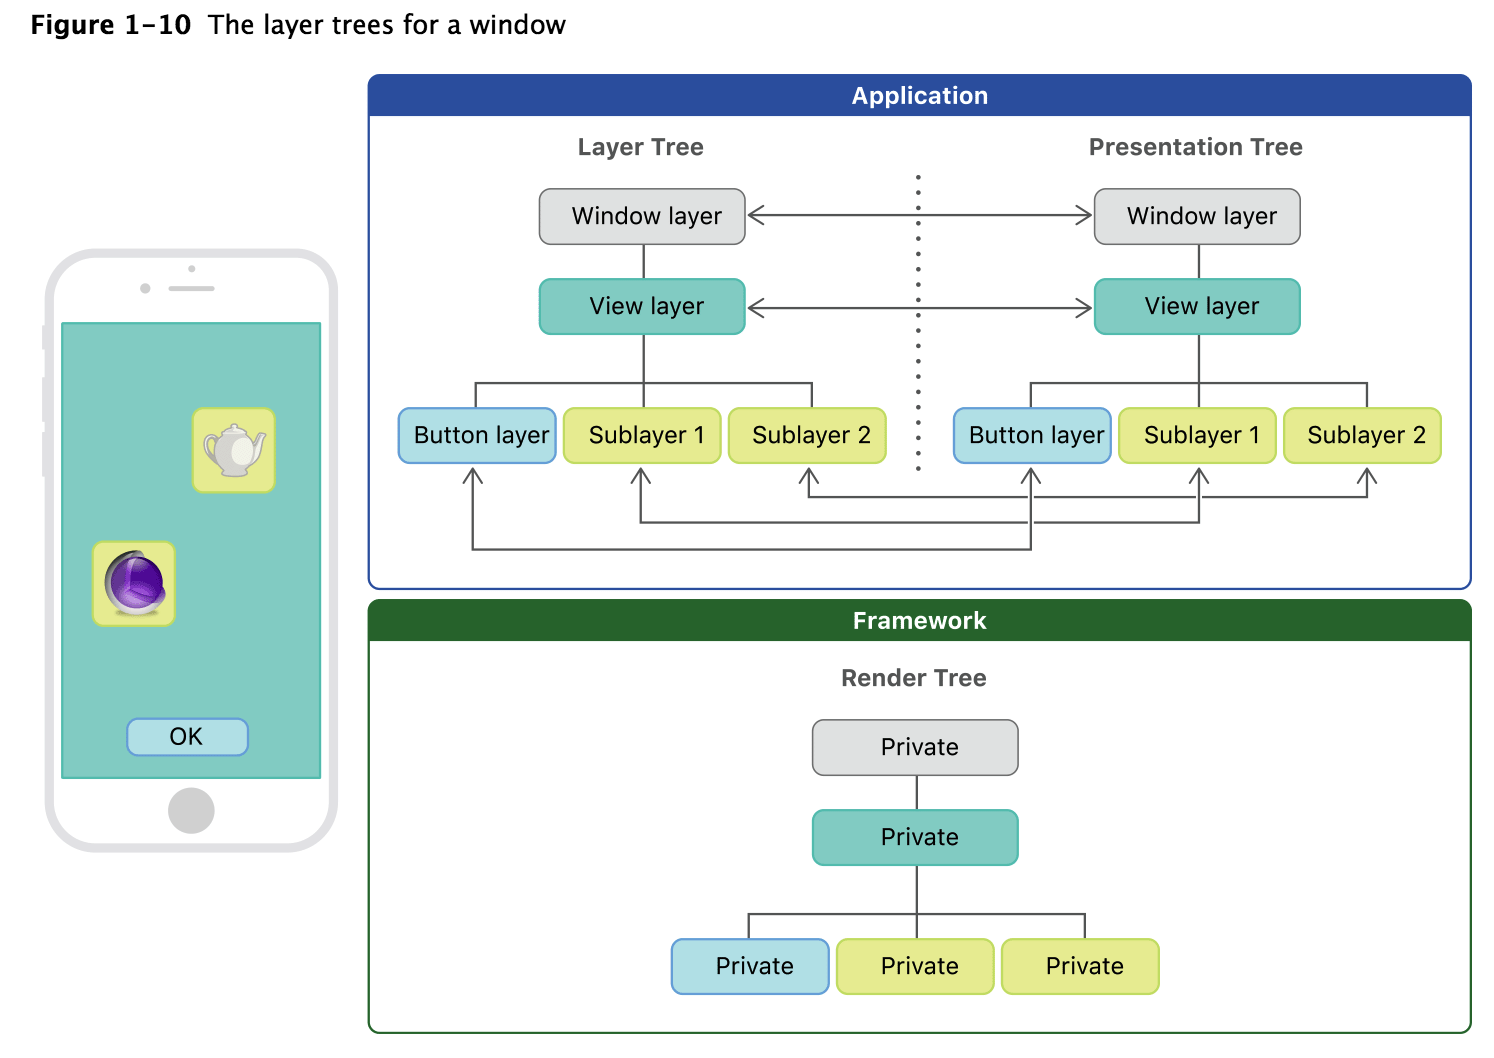 Figure 1-10 The layer trees for a window
Application
Layer Tree
Presentation Tree
Window layer
Window layer
View layer
View layer
Button layer
Sublayer 1
Sublayer 2
Button layer
Sublayer 1
Sublayer 2
OK
Framework
Render Tree
Private
Private
Private
Private
Private